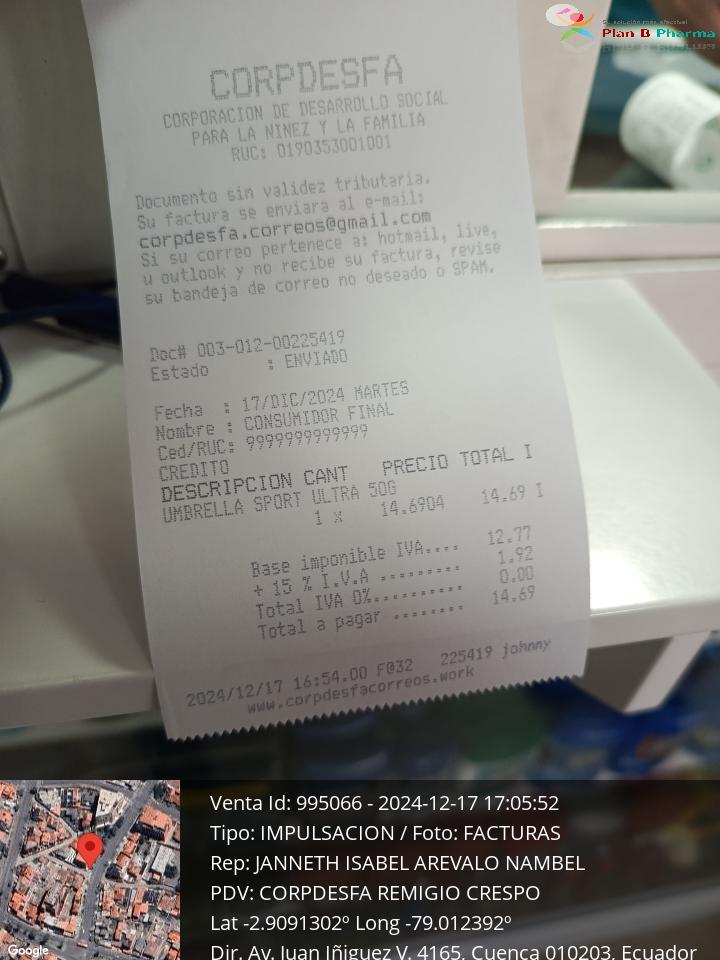 Su solución más efectiva!
Plan B Pharma
CORPDESFA
CORPORACION DE DESARROLLO SOCIAL
PARA LA NINEZ Y LA FAMILIA
RUC: 0190353001001
Documento sin validez tributaria.
Su factura se enviara al e-mail:
corpdesfa.correos@gmail.com
Si su correo pertenece a: hotmail, live,
u outlook y no recibe su factura, revise
su bandeja de correo no deseado o SPAM.
Doc# 003-012-00225419
Estado : ENVIADO
Fecha : 17/DIC/2024 MARTES
Nombre : CONSUMIDOR FINAL
Ced/RUC: 9999999999999
CREDITO
DESCRIPCION CANT PRECIO TOTAL I
UMBRELLA SPORT ULTRA 50G
1 x 14.6904 14.69 I
Base imponible IVA.... 12.77
+ 15 % I.V.A ......... 1.92
Total IVA 0%.......... 0.00
Total a pagar ........ 14.69
2024/12/17 16:54.00 F@32 225419 johnny
www.corpdesfacorreos.work
Venta Id: 995066 - 2024-12-17 17:05:52
Tipo: IMPULSACION / Foto: FACTURAS
Rep: JANNETH ISABEL AREVALO NAMBEL
PDV: CORPDESFA REMIGIO CRESPO
Lat -2.9091302º Long -79.012392º
Dir. Av. Juan Iñiguez V. 4165, Cuenca 010203, Ecuador
Google